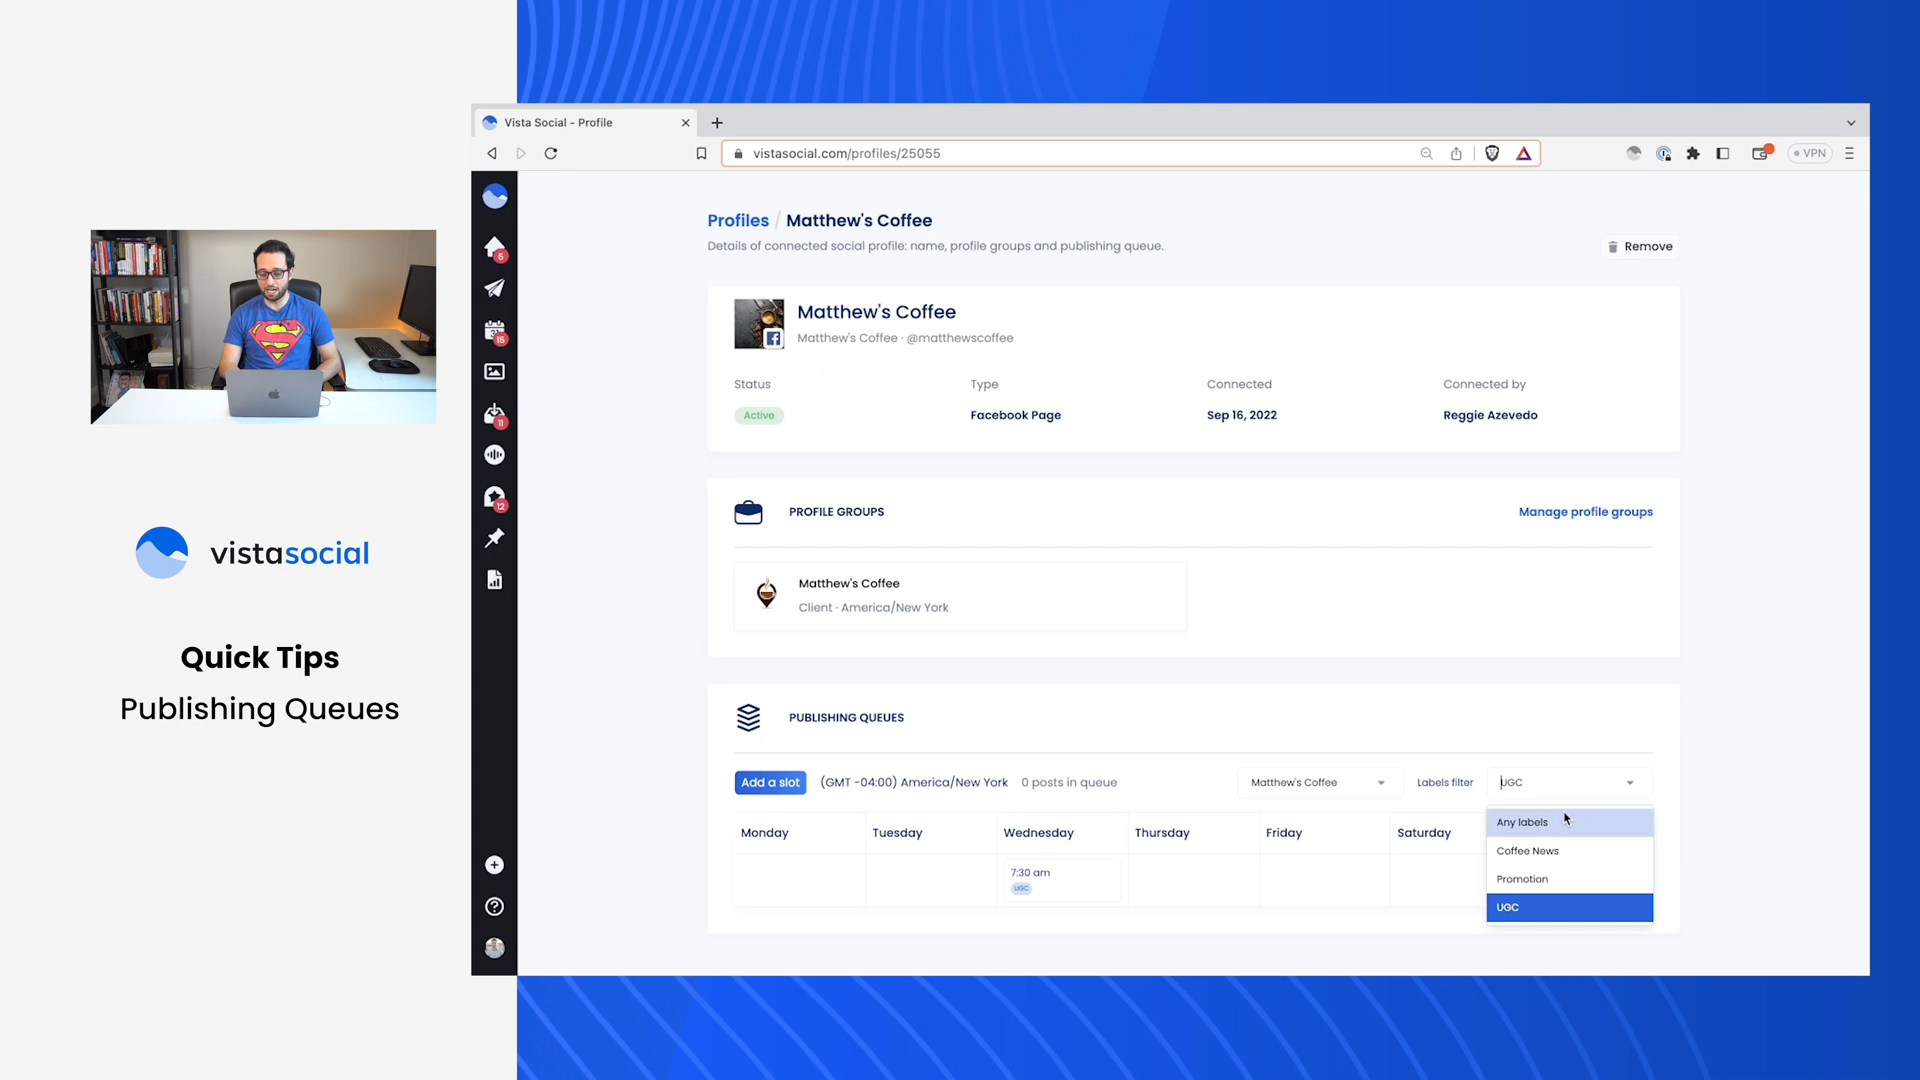 vistasocial
Quick Tips
Publishing Queues
Vista Social - Profile
vistasocial.com/profiles/25055
VPN
5
15
11
12
Profiles / Matthew's Coffee
Details of connected social profile: name, profile groups and publishing queue.
Remove
Matthew's Coffee
Matthew's Coffee · @matthewscoffee
Status Type Connected Connected by
Active Facebook Page Sep 16, 2022 Reggie Azevedo
PROFILE GROUPS
Manage profile groups
Matthew's Coffee
Client · America/New York
PUBLISHING QUEUES
Add a slot (GMT -04:00) America/New York 0 posts in queue Matthew's Coffee Labels filter UGC
Monday Tuesday Wednesday Thursday Friday Saturday
7:30 am
UGC
Any labels
Coffee News
Promotion
UGC